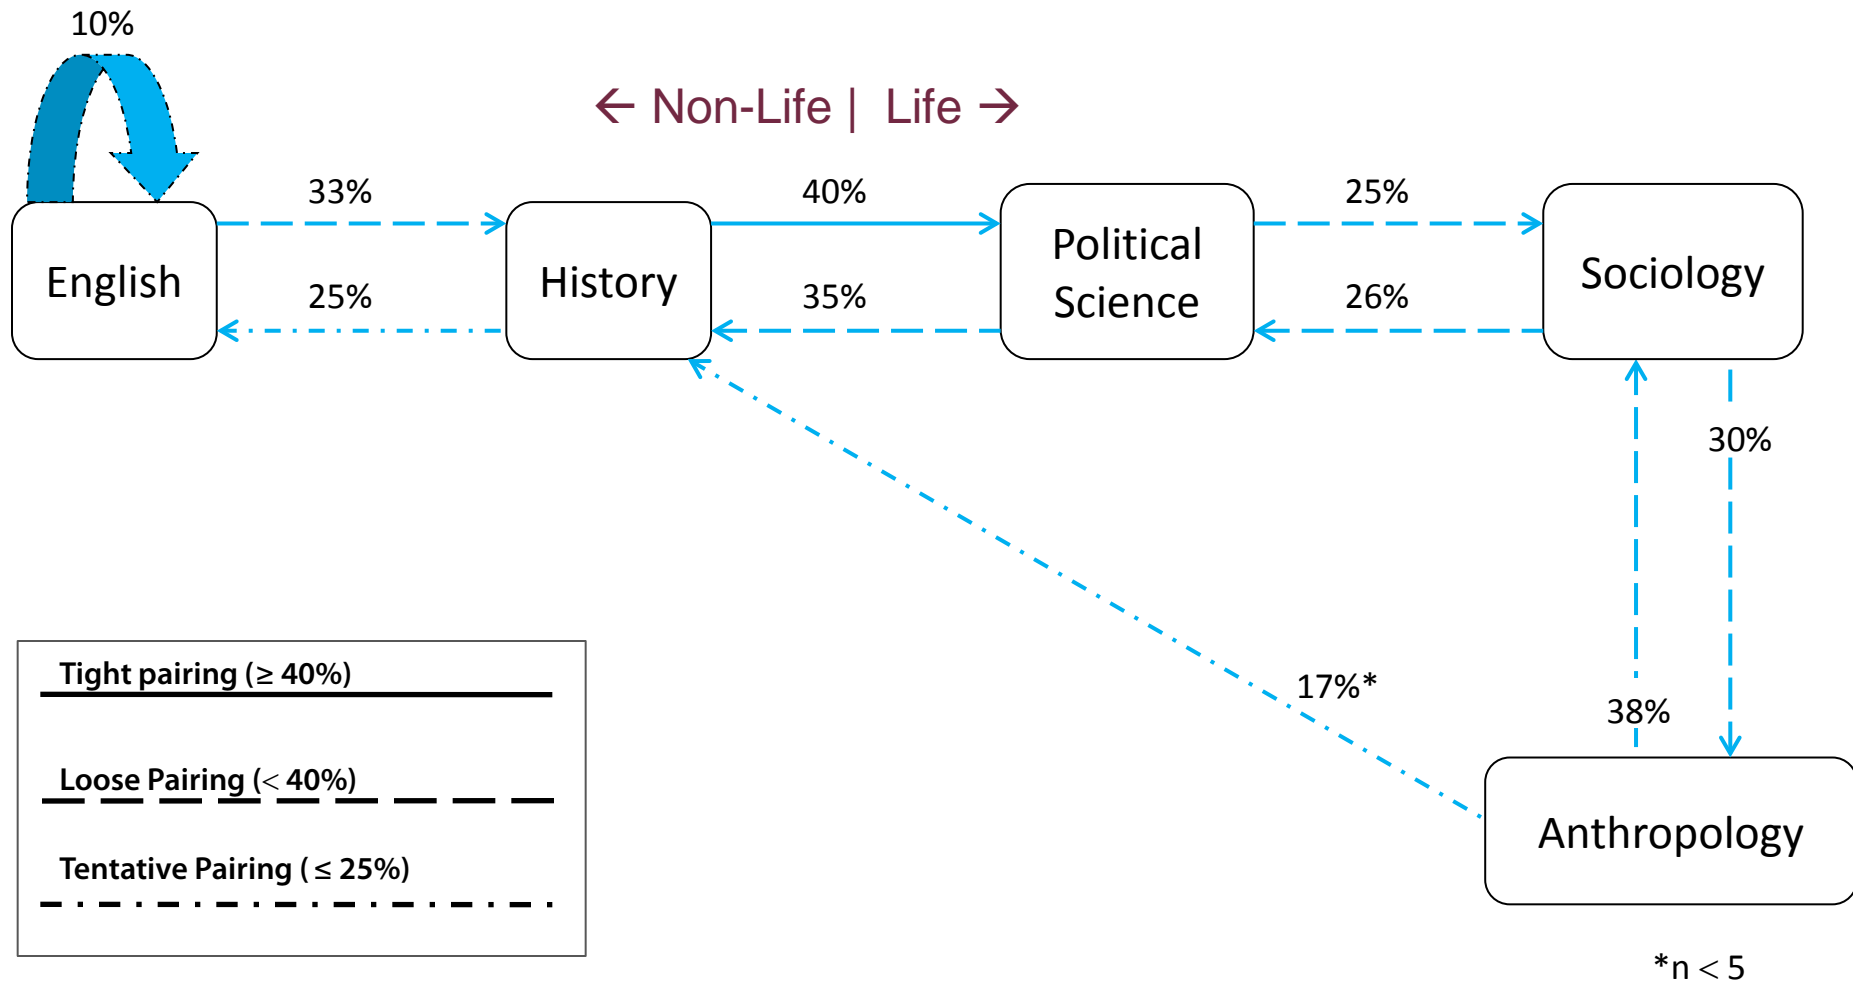 10%
← Non-Life | Life →
33%
40%
25%
English
History
Political
Science
Sociology
25%
35%
26%
30%
17%*
38%
Tight pairing (≥ 40%)
Loose Pairing (< 40%)
Tentative Pairing ( ≤ 25%)
Anthropology
*n < 5